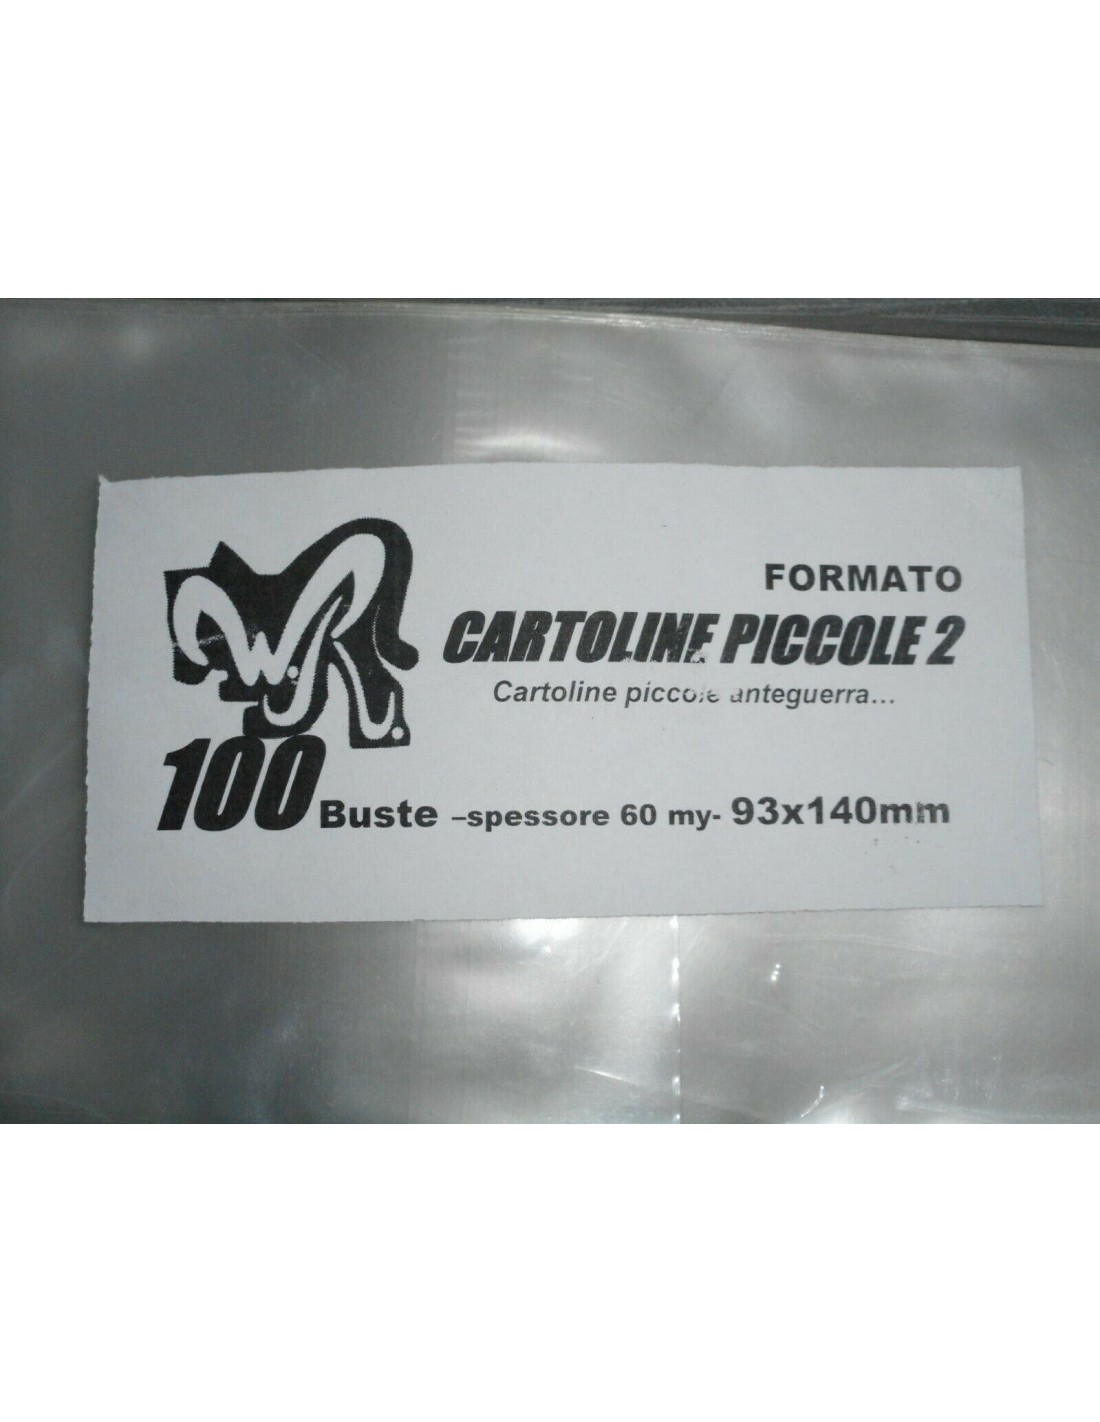 W.R.
FORMATO
CARTOLINE PICCOLE 2
Cartoline piccole anteguerra...
100 Buste –spessore 60 my- 93x140mm